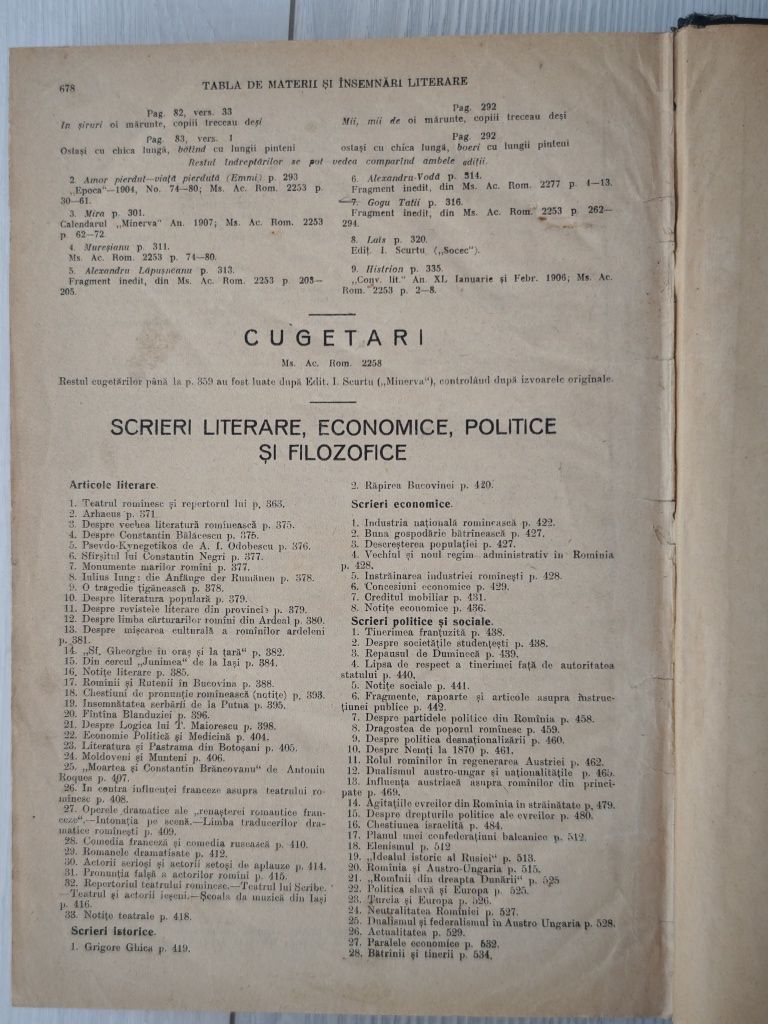 678
TABLA DE MATERII ȘI ÎNSEMNĂRI LITERARE
Pag. 82, vers. 33
In șiruri oi mărunte, copiii treceau deși
Pag. 83, vers. 1
Ostași cu chica lungă, bătînd cu lungii pinteni
Pag. 292
Mii, mii de oi mărunte, copiii treceau deși
Pag. 292
ostași cu chica lungă, boeri cu lungii pinteni
Restul îndreptărilor se pot vedea comparînd ambele ediții.
2. Amor pierdut—viață pierdută (Emmi) p. 293
„Epoca"—1904, No. 74—80; Ms. Ac. Rom. 2253 p.
30—61.
3. Mira p. 301.
Calendarul „Minerva" An. 1907; Ms. Ac. Rom. 2253
p. 62—72.
4. Mureșianu p. 311.
Ms. Ac. Rom. 2253 p. 74—80.
5. Alexandru Lăpușneanu p. 313.
Fragment inedit, din Ms. Ac. Rom. 2253 p. 203—
205.
6. Alexandru-Vodă p. 314.
Fragment inedit, din Ms. Ac. Rom. 2277 p. 4—13.
7. Gogu Tatii p. 316.
Fragment inedit, din Ms. Ac. Rom. 2253 p. 262—
294.
8. Laïs p. 320.
Edit. I. Scurtu („Socec").
9. Histrion p. 335.
„Conv. lit." An. XL Ianuarie și Febr. 1906; Ms. Ac.
Rom. 2253 p. 2—8.
CUGETARI
Ms. Ac. Rom. 2258
Restul cugetărilor până la p. 359 au fost luate după Edit. I. Scurtu („Minerva"), controlând după izvoarele originale.
SCRIERI LITERARE, ECONOMICE, POLITICE
ȘI FILOZOFICE
Articole literare.
1. Teatrul romînesc și repertorul lui p. 363.
2. Arhaeus p. 371
3. Despre vechea literatură romînească p. 375.
4. Despre Constantin Bălăcescu p. 375.
5. Psevdo-Kynegetikos de A. I. Odobescu p. 376.
6. Sfîrșitul lui Constantin Negri p. 377.
7. Monumente marilor romîni p. 377.
8. Iulius Iung: die Anfänge der Rumänen p. 378.
9. O tragedie țigănească p. 378.
10. Despre literatura populară p. 379.
11. Despre revistele literare din provincie p. 379.
12. Despre limba cărturarilor romîni din Ardeal p. 380.
13. Despre mișcarea culturală a romînilor ardeleni
p. 381.
14. „Sf. Gheorghe în oraș și la țară" p. 382.
15. Din cercul „Junimea" de la Iași p. 384.
16. Notițe literare p. 385.
17. Rominii și Rutenii în Bucovina p. 388.
18. Chestiuni de pronunție romînească (notițe) p. 393.
19. Insemnătatea serbării de la Putna p. 395.
20. Fîntîna Blanduziei p. 396.
21. Despre Logica lui T. Maiorescu p. 398.
22. Economie Politică și Medicină p. 404.
23. Literatura și Pastrama din Botoșani p. 405.
24. Moldoveni și Munteni p. 406.
25. „Moartea și Constantin Brâncovanu" de Antonin
Roques p. 407.
26. In contra influenței franceze asupra teatrului ro-
mînesc p. 408.
27. Operele dramatice ale „renașterei romantice fran-
ceze".—Intonația pe scenă.—Limba traducerilor dra-
matice romînești p. 409.
28. Comedia franceză și comedia rusească p. 410.
29. Romanele dramatisate p. 412.
30. Actorii serioși și actorii setoși de aplauze p. 414.
31. Pronunția falșă a actorilor romîni p. 415.
32. Repertoriul teatrului romînesc.—Teatrul lui Scribe.
—Teatrul și actorii ieșeni.—Școala da muzică din Iași
p. 416.
33. Notițe teatrale p. 418.
Scrieri istorice.
1. Grigore Ghica p. 419.
2. Răpirea Bucovinei p. 420.
Scrieri economice.
1. Industria națională romînească p. 422.
2. Buna gospodărie bătrînească p. 427.
3. Descreșterea populației p. 427.
4. Vechiul și noul regim administrativ în Romînia
p. 428.
5. Instrăinarea industriei romînești p. 428.
6. Concesiuni economice p. 429.
7. Creditul mobiliar p. 431.
8. Notițe economice p. 436.
Scrieri politice și sociale.
1. Tinerimea franțuzită p. 438.
2. Despre societățile studențești p. 438.
3. Repausul de Duminecă p. 439.
4. Lipsa de respect a tinerimei față de autoritatea
statului p. 440.
5. Notițe sociale p. 441.
6. Fragmente, rapoarte și articole asupra instruc-
țiunei publice p. 442.
7. Despre partidele politice din Romînia p. 458.
8. Dragostea de poporul romînesc p. 459.
9. Despre politica desnaționalizării p. 460.
10. Despre Nemți la 1870 p. 461.
11. Rolul rominilor în regenerarea Austriei p. 462.
12. Dualismul austro-ungar și naționalitățile p. 465.
13. Influența austriacă asupra romînilor din princi-
pate p. 469.
14. Agitațiile evreilor din Romînia in străinătate p. 479.
15. Despre drepturile politice ale evreilor p. 480.
16. Chestiunea israelită p. 484.
17. Planul unei confederațiuni balcanice p. 512.
18. Elenismul p. 512
19. „Idealul istoric al Rusiei" p. 513.
20. Romînia și Austro-Ungaria p. 515.
21. „Romînii din dreapta Dunării" p. 525
22. Politica slavă și Europa p. 525.
23. Turcia și Europa p. 526.
24. Neutralitatea Romîniei p. 527.
25. Dualismul și federalismul în Austro Ungaria p. 528.
26. Actualitatea p. 529.
27. Paralele economice p. 532.
28. Bătrînii și tinerii p. 534.